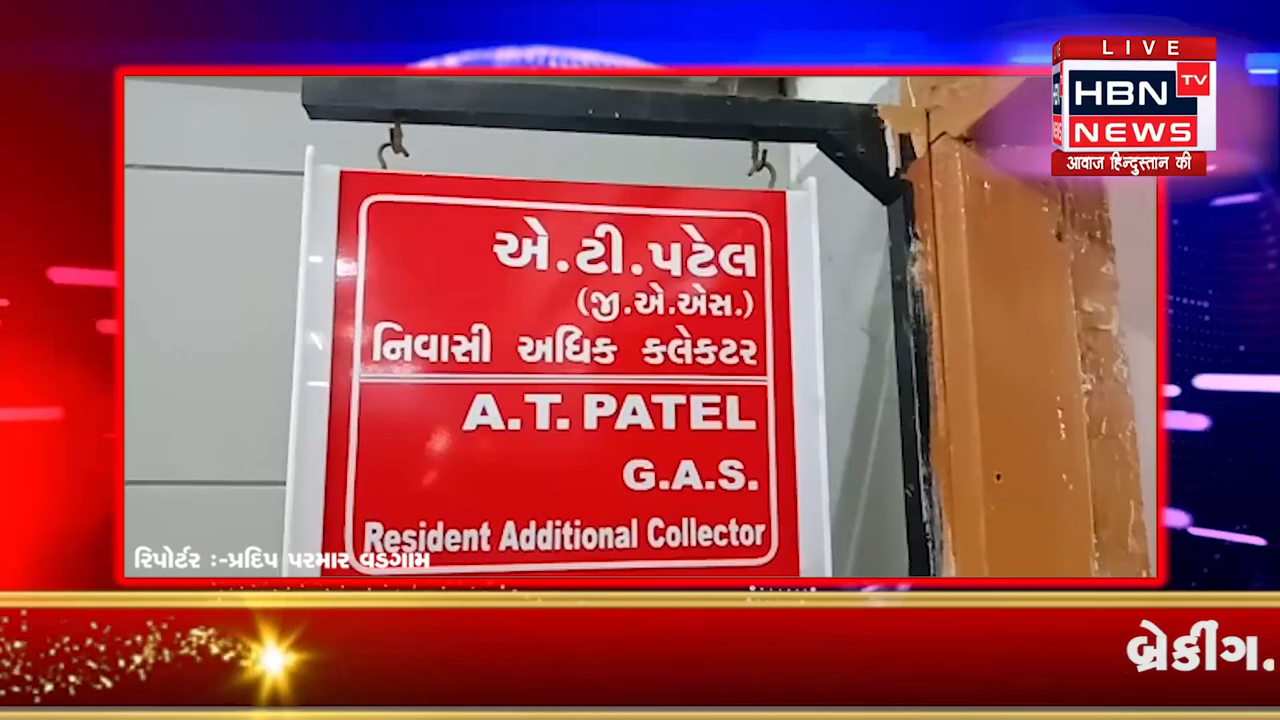 LIVE
HBN TV
NEWS
आवाज हिन्दुस्तान की
એ.ટી.પટેલ
(જી.એ.એસ.)
નિવાસી અધિક કલેકટર
A.T. PATEL
G.A.S.
Resident Additional Collector
રિપોર્ટર :-પ્રદિપ પરમાર વડગામ
બ્રેકીંગ.